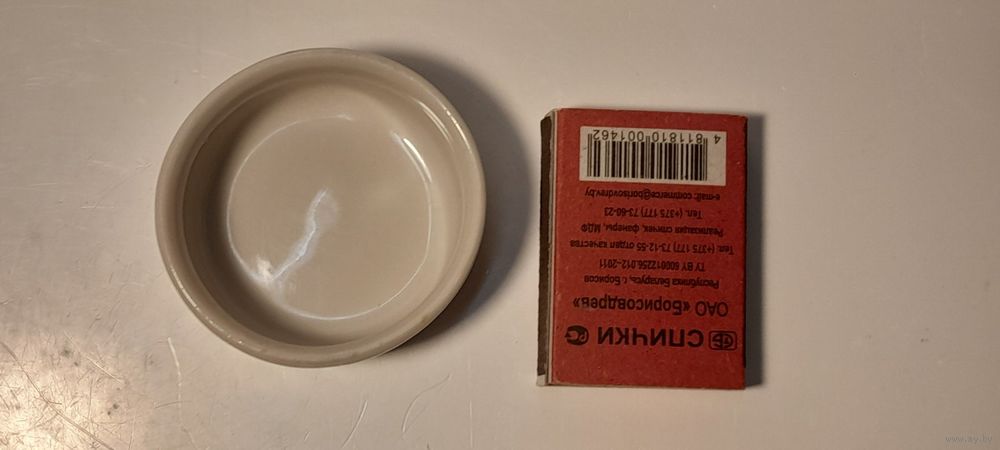 СПИЧКИ
ОАО «Борисовдрев»
Республика Беларусь, г. Борисов
ТУ BY 600012256.012-2011
Тел. (+375 177) 73-12-55 отдел качества
Реализация спичек, фанеры, МДФ
Тел. (+375 177) 73-60-23
e-mail: commerce@borisovdrev.by
4 811810 001462
www.ay.by